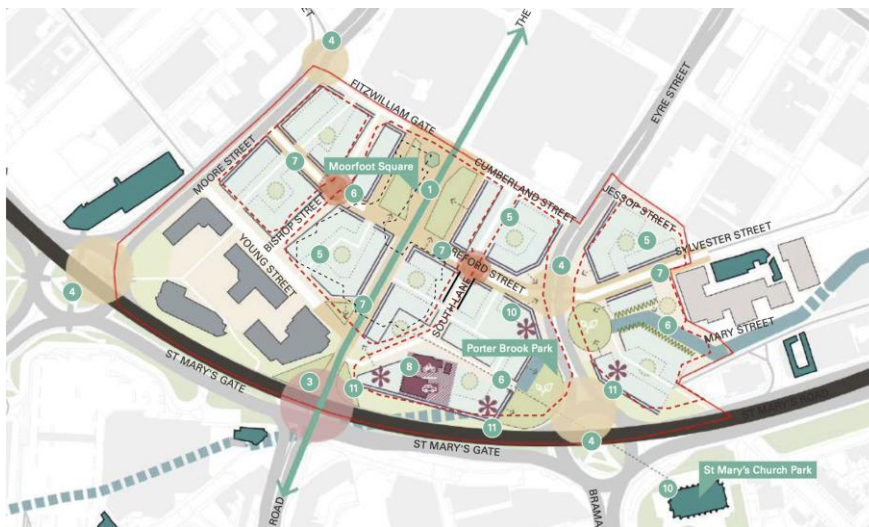 THE
4
FITZWILLIAM GATE
EYRE STREET
MOORE STREET
7
Moorfoot Square
1
CUMBERLAND STREET
JESSOP STREET
6
5
BISHOP STREET
5
5
SYLVESTER STREET
YOUNG STREET
7
EREFORD STREET
4
7
4
7
SOUTH LANE
10
6
MARY STREET
Porter Brook Park
ST MARY'S GATE
3
8
6
11
11
11
4
ST MARY'S ROAD
ST MARY'S GATE
St Mary's Church Park
10
ROAD
BRAMA